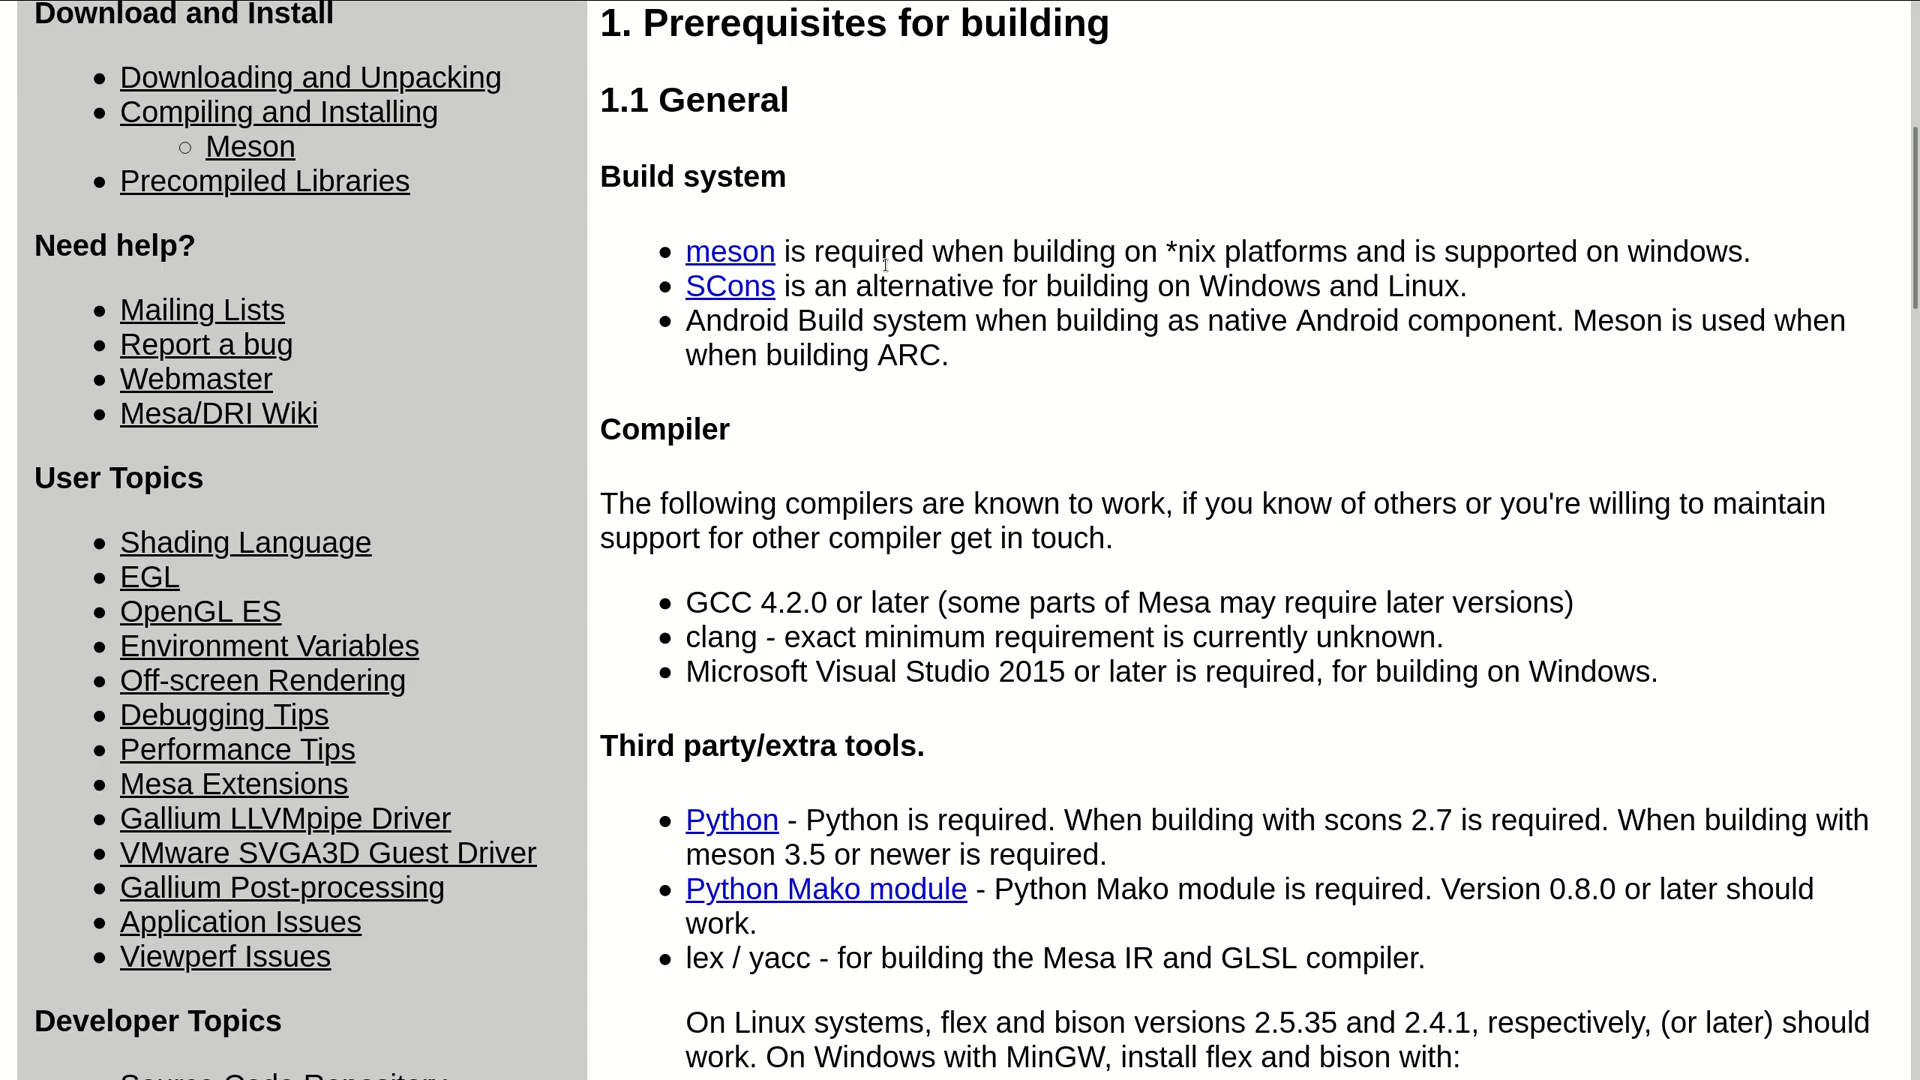 Download and Install
Downloading and Unpacking
Compiling and Installing
Meson
Precompiled Libraries
Need help?
Mailing Lists
Report a bug
Webmaster
Mesa/DRI Wiki
User Topics
Shading Language
EGL
OpenGL ES
Environment Variables
Off-screen Rendering
Debugging Tips
Performance Tips
Mesa Extensions
Gallium LLVMpipe Driver
VMware SVGA3D Guest Driver
Gallium Post-processing
Application Issues
Viewperf Issues
Developer Topics
Source Code Repository
1. Prerequisites for building
1.1 General
Build system
meson is required when building on *nix platforms and is supported on windows.
SCons is an alternative for building on Windows and Linux.
Android Build system when building as native Android component. Meson is used when
when building ARC.
Compiler
The following compilers are known to work, if you know of others or you're willing to maintain
support for other compiler get in touch.
GCC 4.2.0 or later (some parts of Mesa may require later versions)
clang - exact minimum requirement is currently unknown.
Microsoft Visual Studio 2015 or later is required, for building on Windows.
Third party/extra tools.
Python - Python is required. When building with scons 2.7 is required. When building with
meson 3.5 or newer is required.
Python Mako module - Python Mako module is required. Version 0.8.0 or later should
work.
lex / yacc - for building the Mesa IR and GLSL compiler.
On Linux systems, flex and bison versions 2.5.35 and 2.4.1, respectively, (or later) should
work. On Windows with MinGW, install flex and bison with: